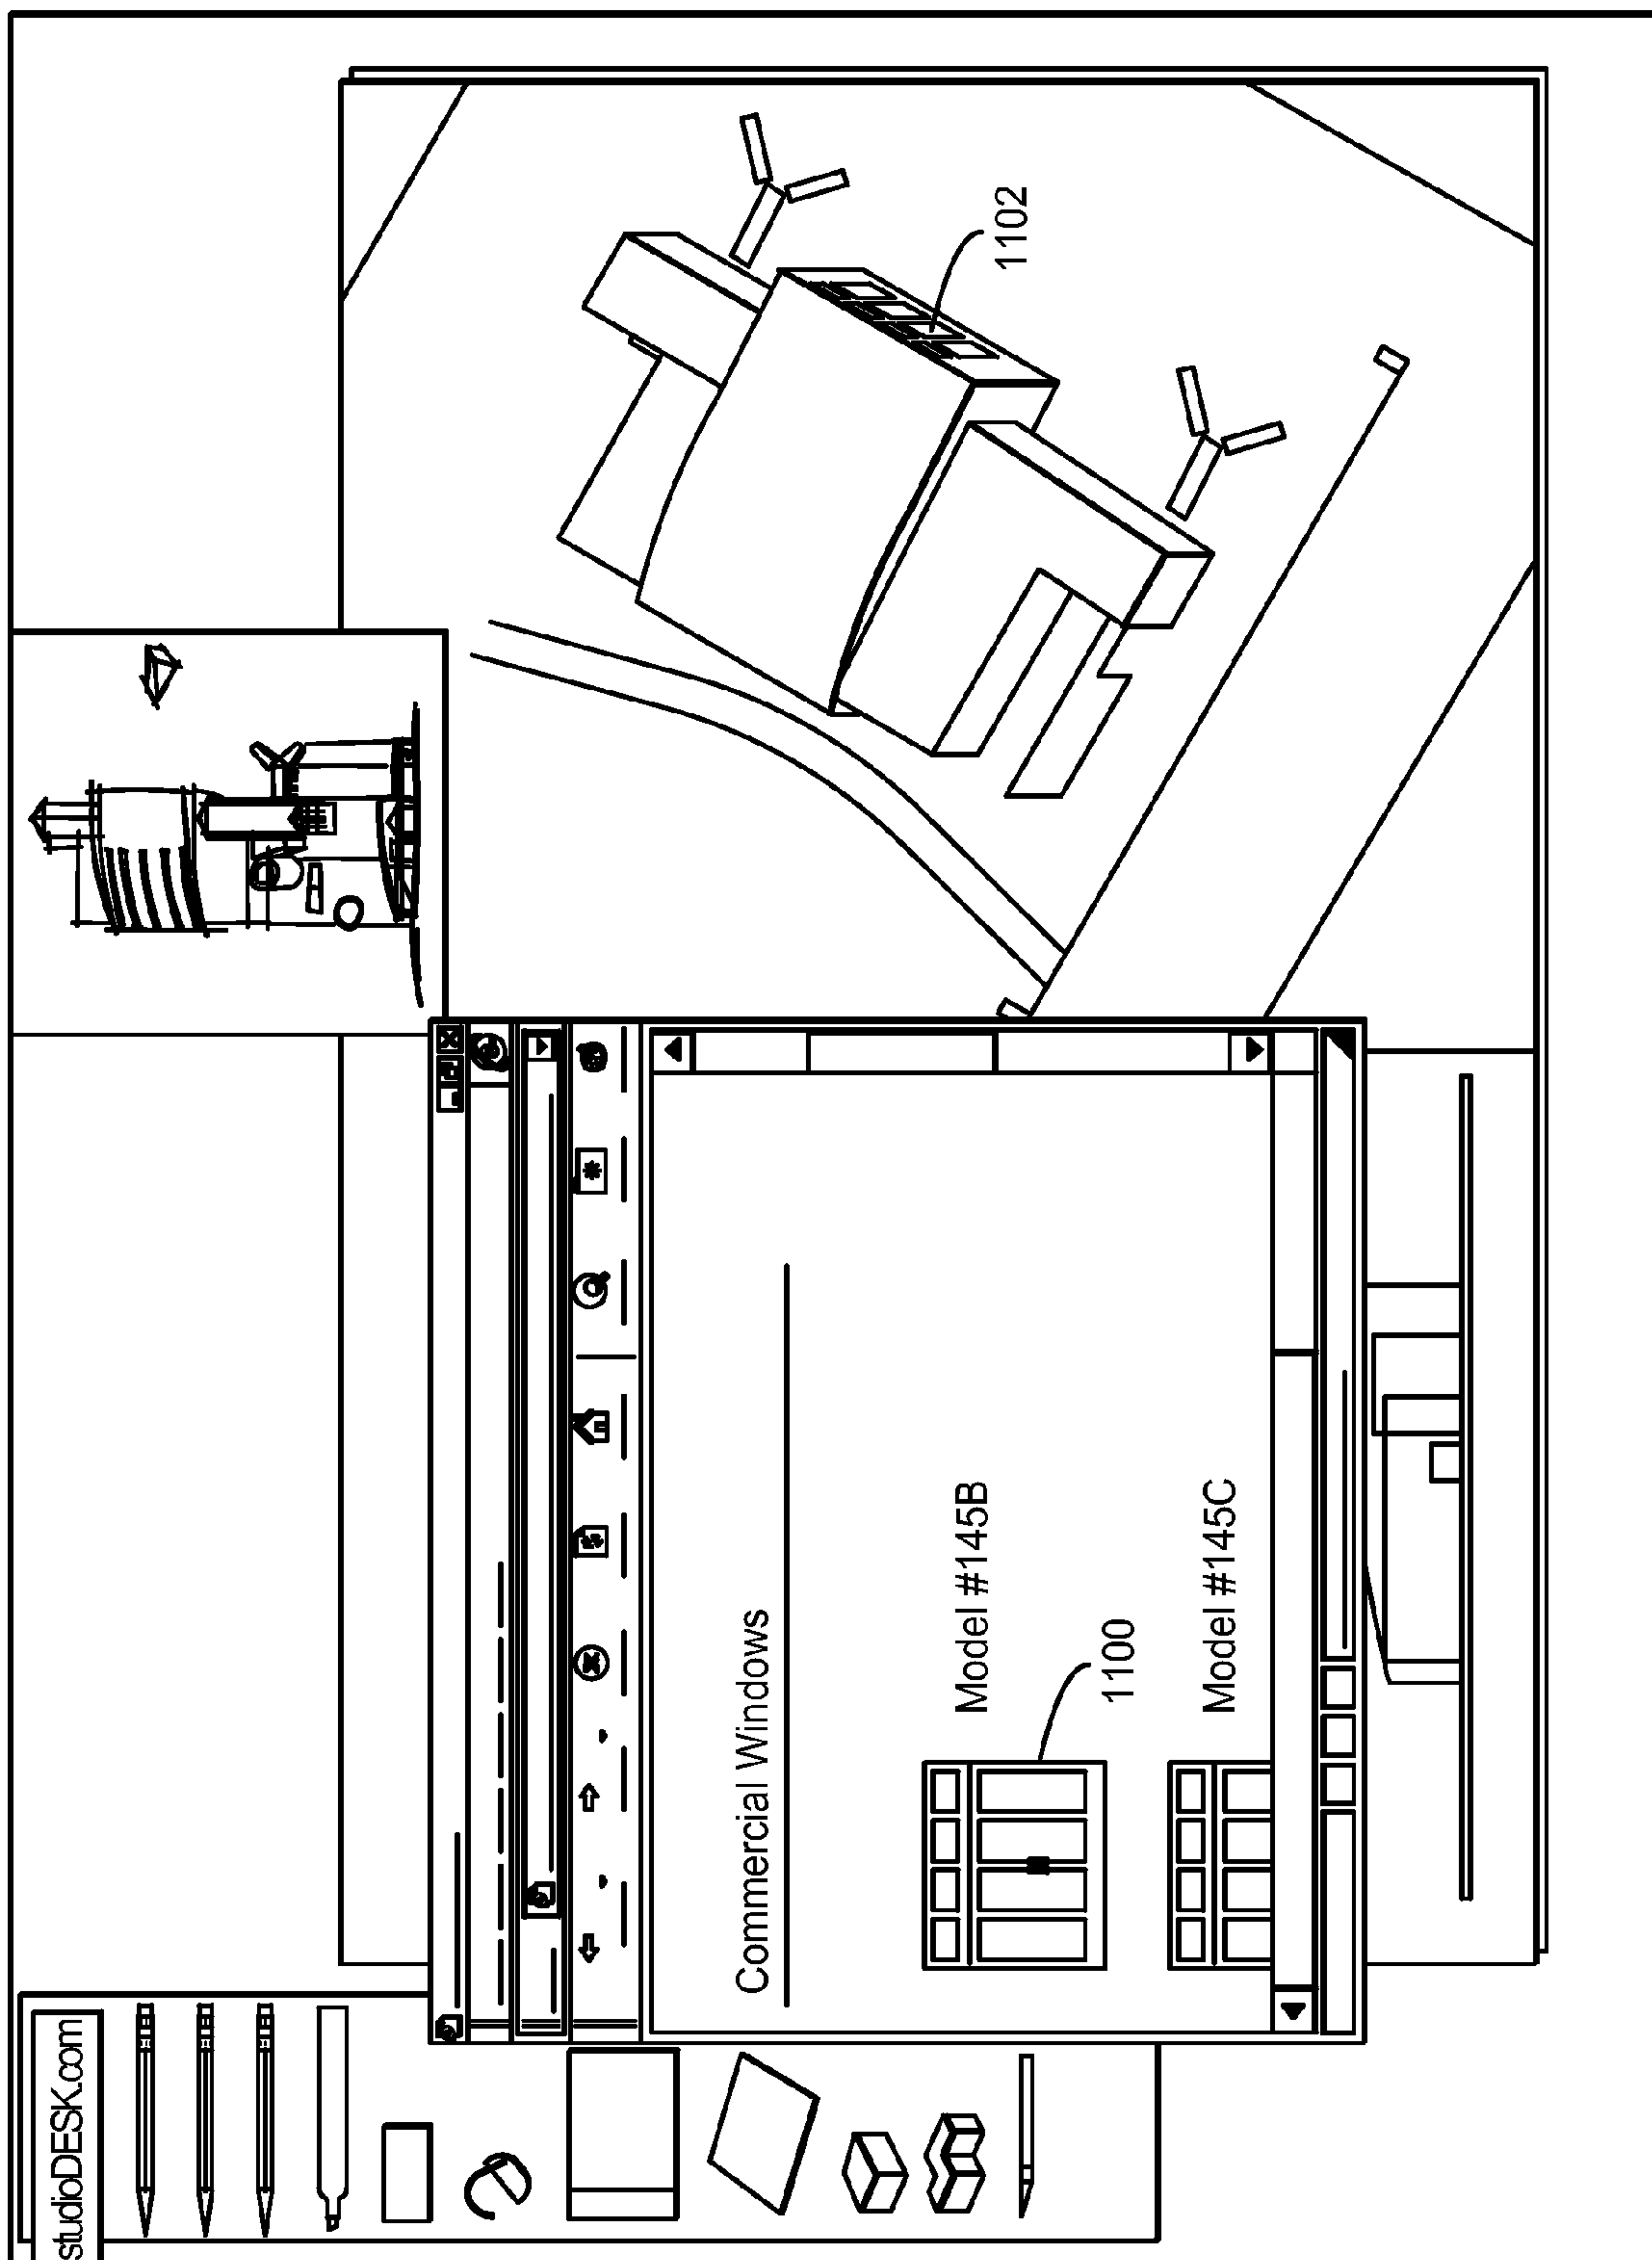 studioDESK.com
Commercial Windows
Model #145B
1100
Model #145C
1102